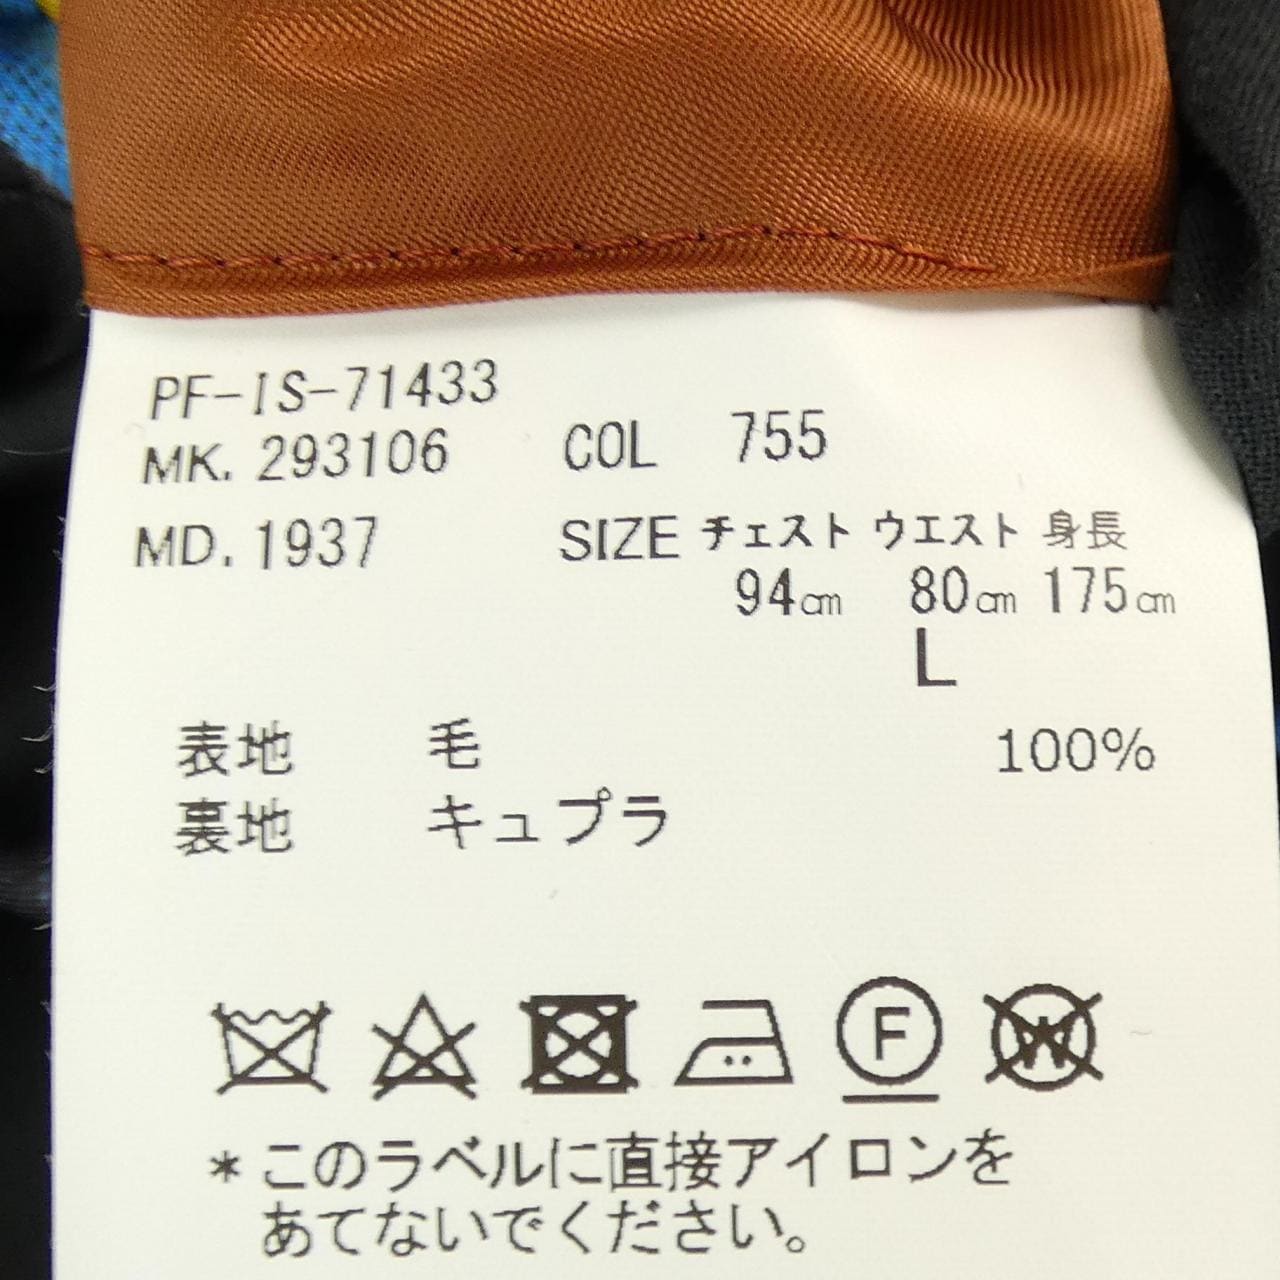 PF-IS-71433
MK. 293106 COL 755
MD. 1937 SIZE チェスト ウエスト 身長
94㎝ 80㎝ 175㎝
L
表地 毛 100%
裏地 キュプラ
F W
*このラベルに直接アイロンを
あてないでください。